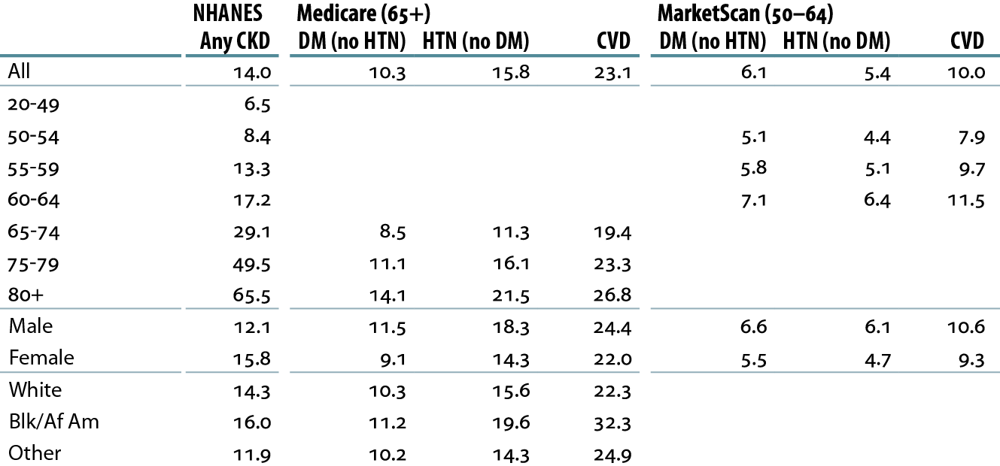 NHANES Medicare (65+) MarketScan (50–64)
Any CKD DM (no HTN) HTN (no DM) CVD DM (no HTN) HTN (no DM) CVD
All 14.0 10.3 15.8 23.1 6.1 5.4 10.0
20-49 6.5
50-54 8.4 5.1 4.4 7.9
55-59 13.3 5.8 5.1 9.7
60-64 17.2 7.1 6.4 11.5
65-74 29.1 8.5 11.3 19.4
75-79 49.5 11.1 16.1 23.3
80+ 65.5 14.1 21.5 26.8
Male 12.1 11.5 18.3 24.4 6.6 6.1 10.6
Female 15.8 9.1 14.3 22.0 5.5 4.7 9.3
White 14.3 10.3 15.6 22.3
Blk/Af Am 16.0 11.2 19.6 32.3
Other 11.9 10.2 14.3 24.9